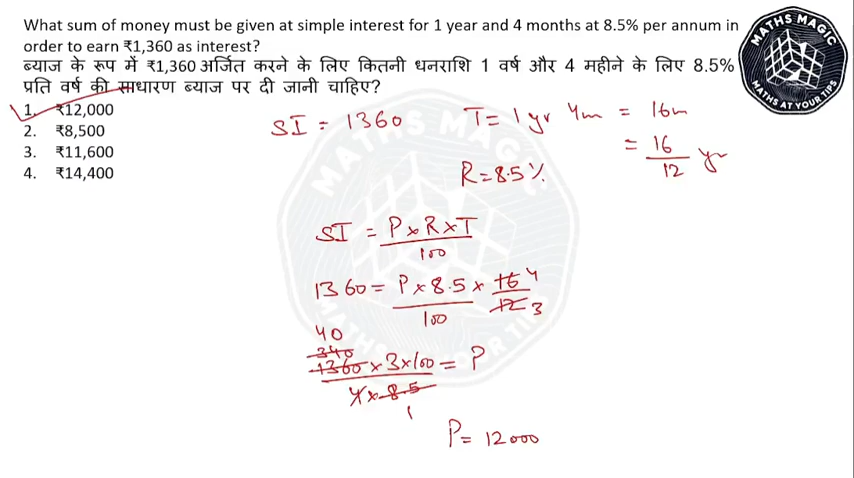 What sum of money must be given at simple interest for 1 year and 4 months at 8.5% per annum in
order to earn ₹1,360 as interest?
ब्याज के रूप में ₹1,360 अर्जित करने के लिए कितनी धनराशि 1 वर्ष और 4 महीने के लिए 8.5%
प्रति वर्ष की साधारण ब्याज पर दी जानी चाहिए?
1. ₹12,000
2. ₹8,500
3. ₹11,600
4. ₹14,400
MATHS MAGIC
MATHS AT YOUR TIPS
SI = 1360
T = 1 yr 4m = 16m
= 16/12 yr
R = 8.5%
SI = P x R x T / 100
1360 = P x 8.5 / 100 x 16 4 / 12 3
40
340
1360 x 3 x 100 / 4 x 8.5 = P
1
P = 12000